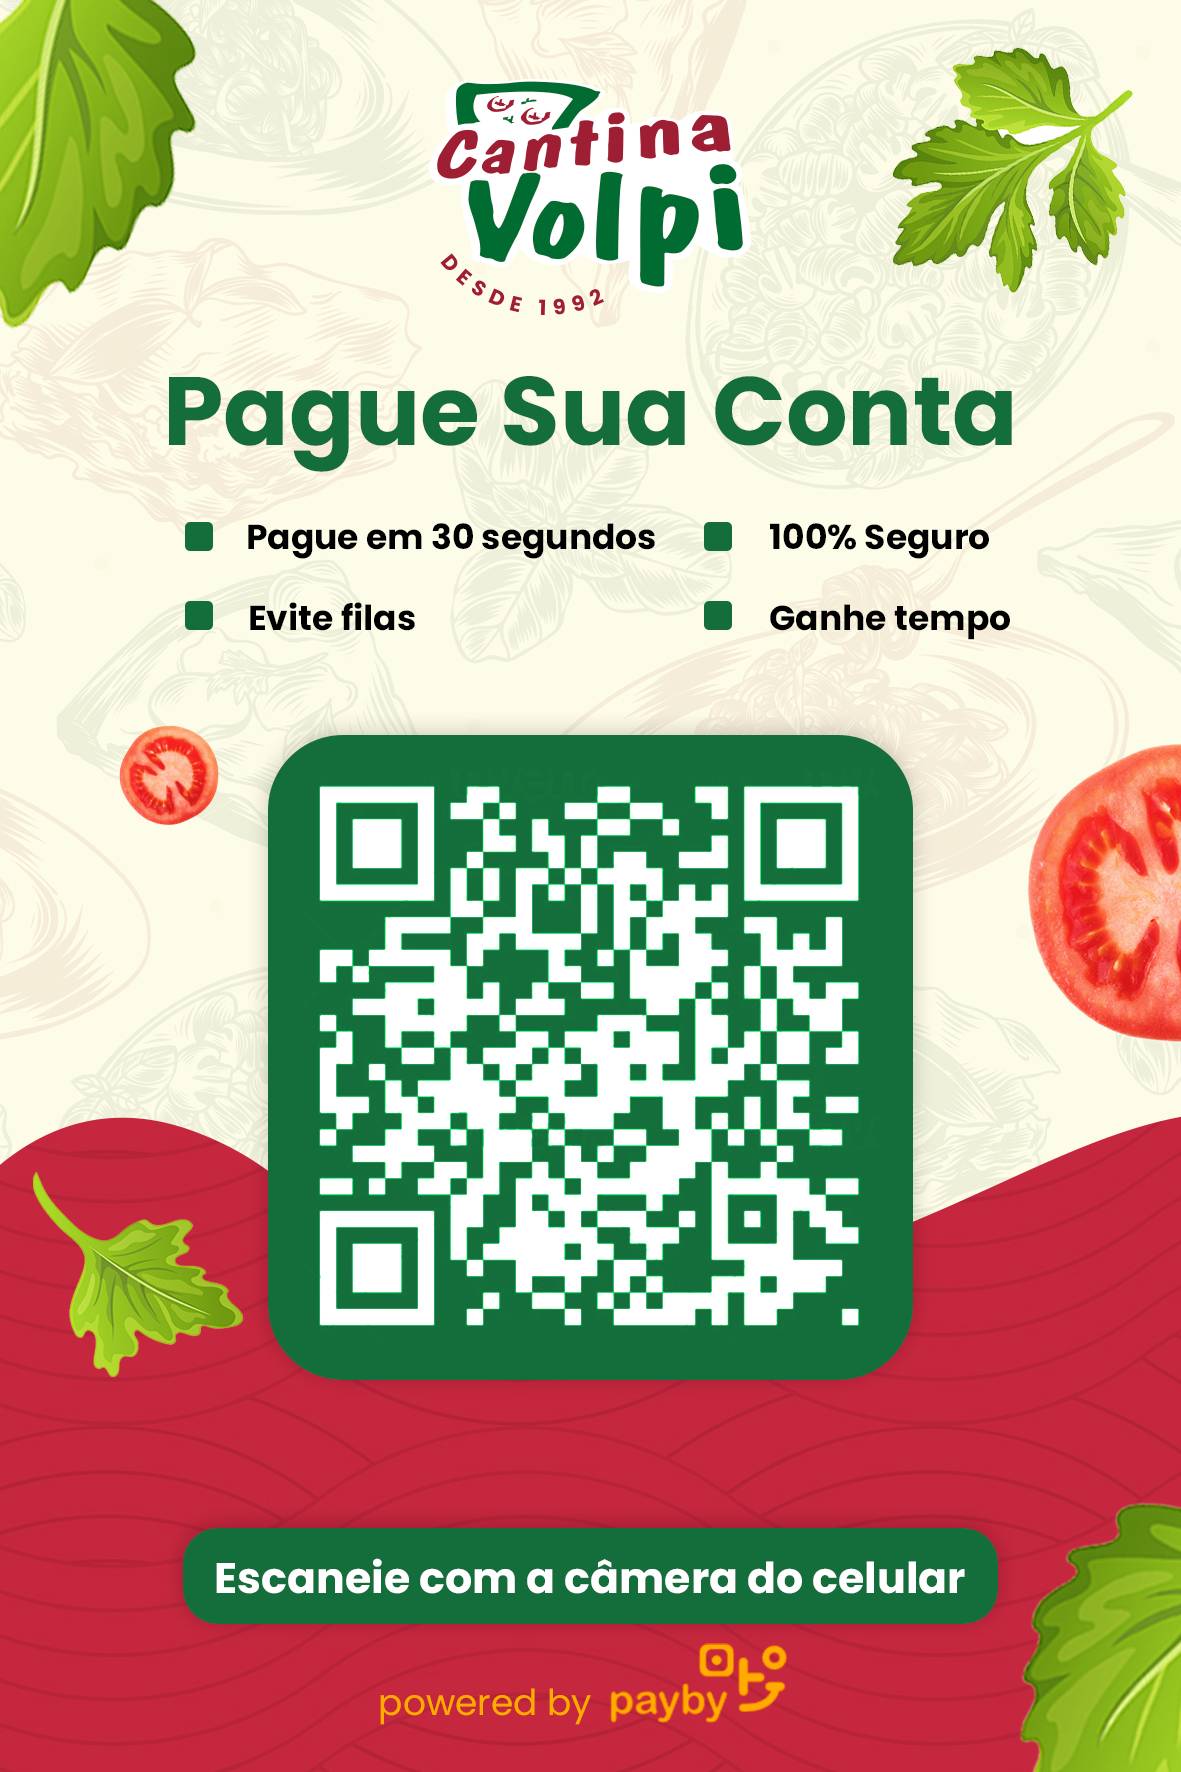 Cantina
Volpi
DESDE 1992
Pague Sua Conta
Pague em 30 segundos
100% Seguro
Evite filas
Ganhe tempo
Escaneie com a câmera do celular
powered by payby